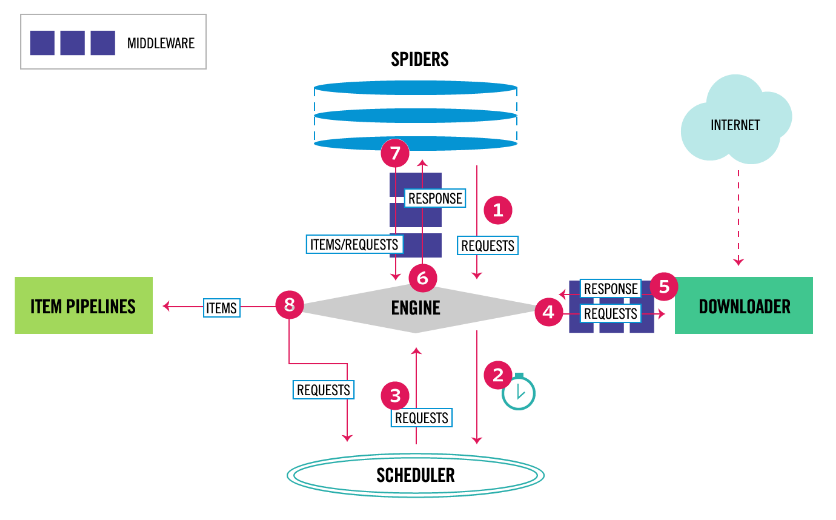 MIDDLEWARE
SPIDERS
INTERNET
7
RESPONSE
1
ITEMS/REQUESTS
REQUESTS
6
ITEM PIPELINES
ITEMS
8
ENGINE
4
RESPONSE
5
REQUESTS
DOWNLOADER
2
REQUESTS
3
REQUESTS
SCHEDULER